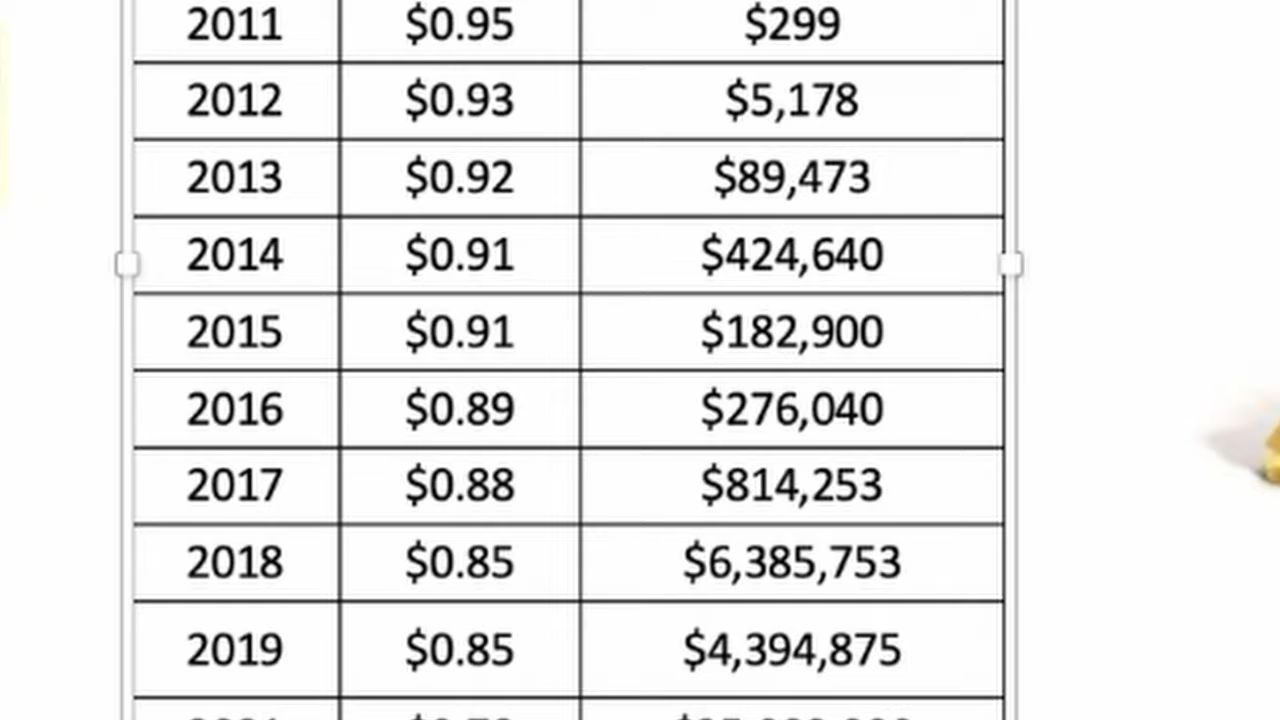 2011 $0.95 $299
2012 $0.93 $5,178
2013 $0.92 $89,473
2014 $0.91 $424,640
2015 $0.91 $182,900
2016 $0.89 $276,040
2017 $0.88 $814,253
2018 $0.85 $6,385,753
2019 $0.85 $4,394,875